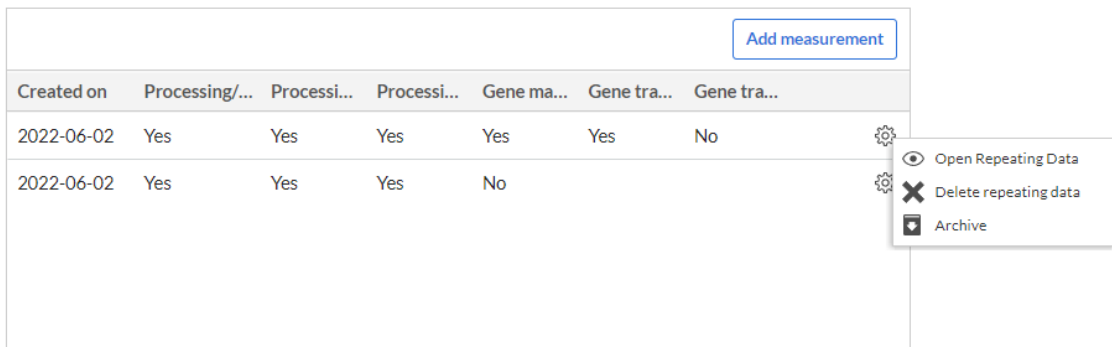 Add measurement
Created on Processing/... Processi... Processi... Gene ma... Gene tra... Gene tra...
2022-06-02 Yes Yes Yes Yes Yes No
Open Repeating Data
2022-06-02 Yes Yes Yes No
Delete repeating data
Archive